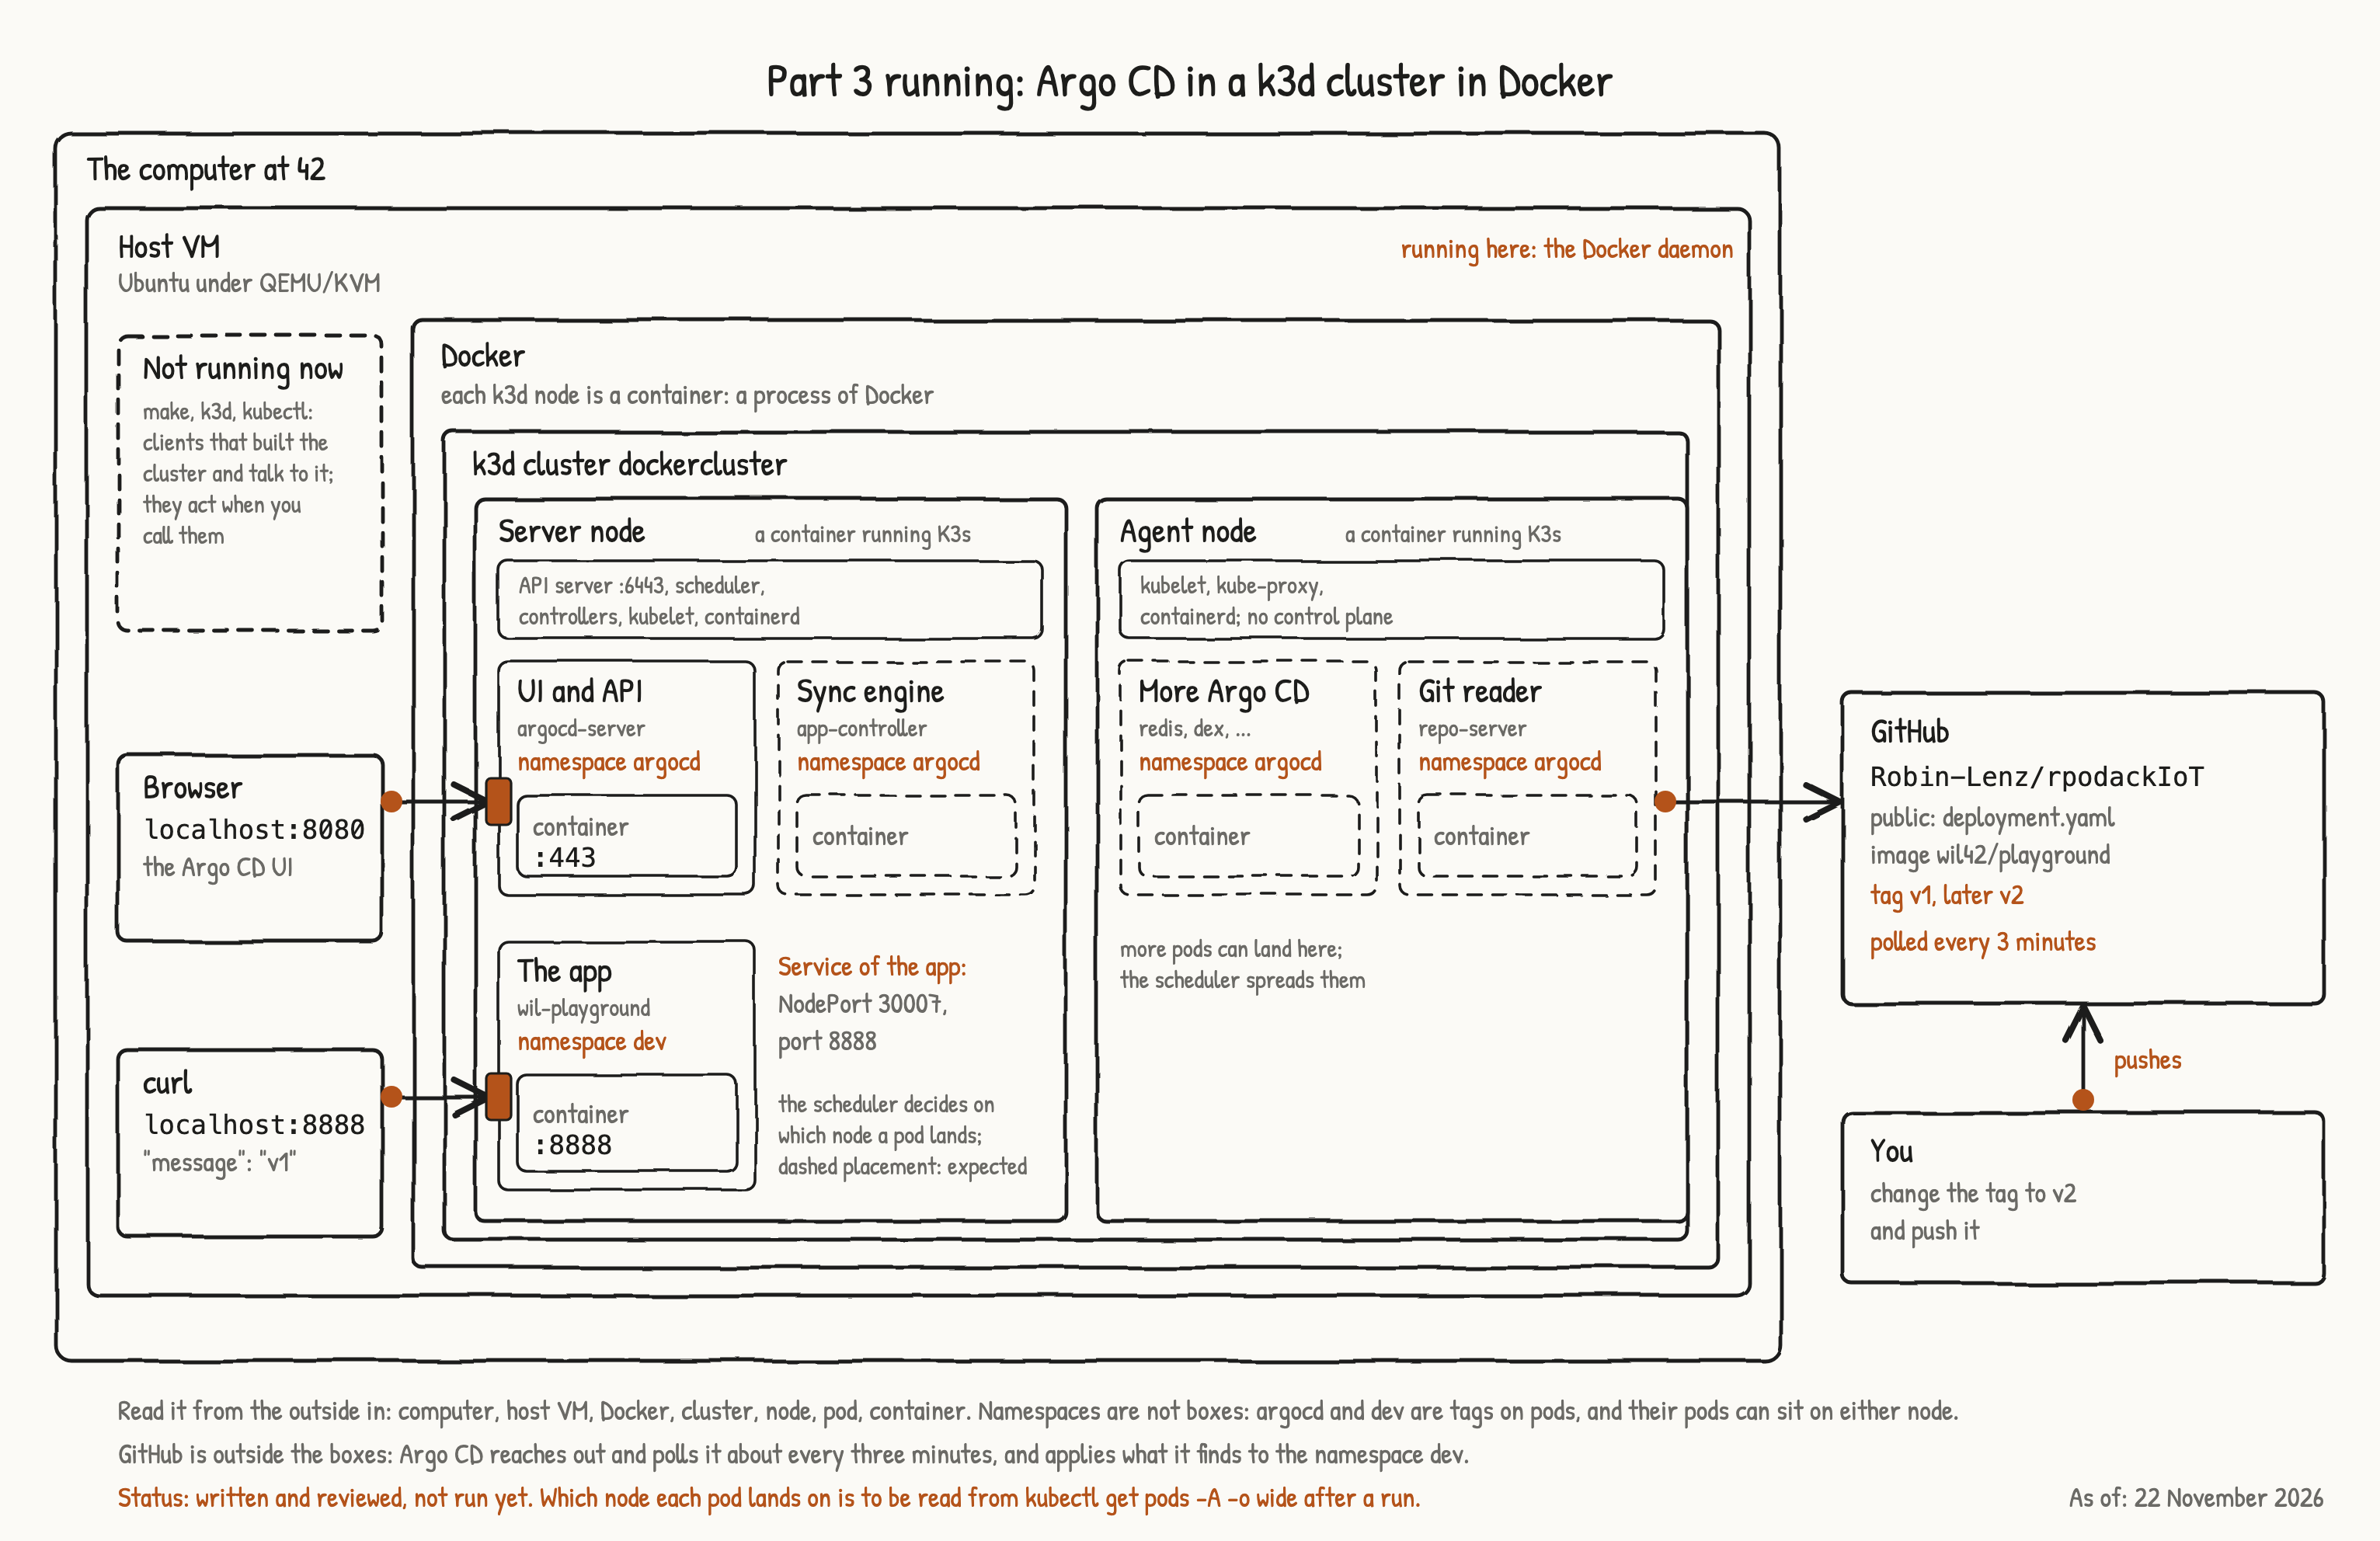 Part 3 running: Argo CD in a k3d cluster in Docker
The computer at 42
Host VM
Ubuntu under QEMU/KVM
running here: the Docker daemon
Not running now
make, k3d, kubectl:
clients that built the
cluster and talk to it;
they act when you
call them
Docker
each k3d node is a container: a process of Docker
k3d cluster dockercluster
Server node
a container running K3s
API server :6443, scheduler,
controllers, kubelet, containerd
UI and API
argocd-server
namespace argocd
container
:443
Sync engine
app-controller
namespace argocd
container
Agent node
a container running K3s
kubelet, kube-proxy,
containerd; no control plane
More Argo CD
redis, dex, ...
namespace argocd
container
Git reader
repo-server
namespace argocd
container
more pods can land here;
the scheduler spreads them
Browser
localhost:8080
the Argo CD UI
The app
wil-playground
namespace dev
container
:8888
Service of the app:
NodePort 30007,
port 8888
the scheduler decides on
which node a pod lands;
dashed placement: expected
curl
localhost:8888
"message": "v1"
GitHub
Robin-Lenz/rpodackIoT
public: deployment.yaml
image wil42/playground
tag v1, later v2
polled every 3 minutes
pushes
You
change the tag to v2
and push it
Read it from the outside in: computer, host VM, Docker, cluster, node, pod, container. Namespaces are not boxes: argocd and dev are tags on pods, and their pods can sit on either node.
GitHub is outside the boxes: Argo CD reaches out and polls it about every three minutes, and applies what it finds to the namespace dev.
Status: written and reviewed, not run yet. Which node each pod lands on is to be read from kubectl get pods -A -o wide after a run.
As of: 22 November 2026